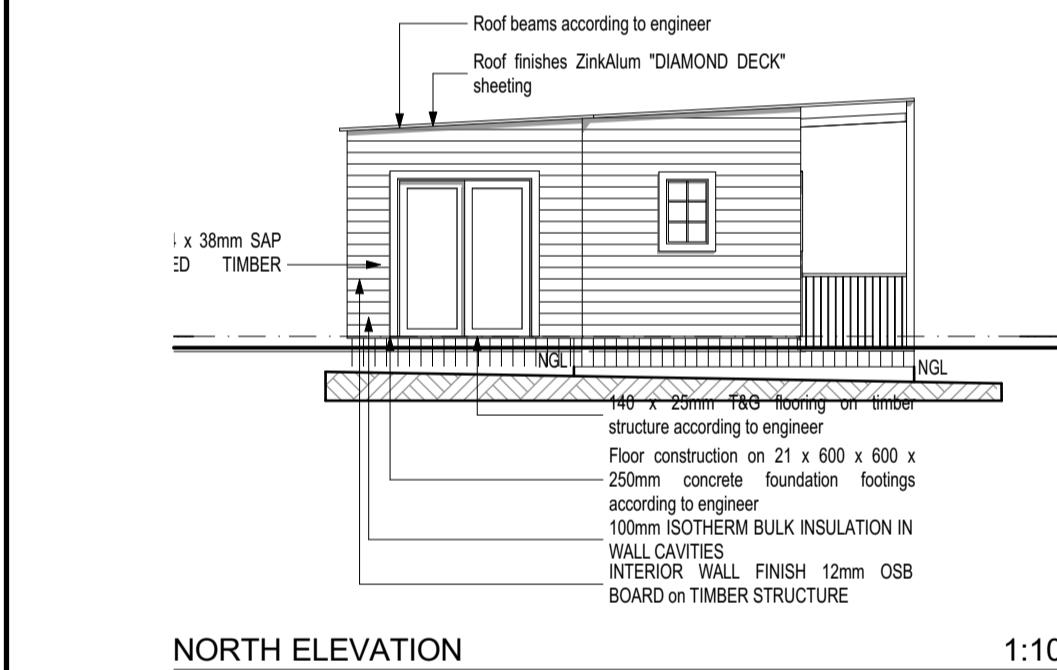 Roof beams according to engineer
Roof finishes ZinkAlum "DIAMOND DECK"
sheeting
x 38mm SAP
TIMBER
NGL
NGL
140 x 25mm T&G flooring on timber
structure according to engineer
Floor construction on 21 x 600 x 600 x
250mm concrete foundation footings
according to engineer
100mm ISOTHERM BULK INSULATION IN
WALL CAVITIES
INTERIOR WALL FINISH 12mm OSB
BOARD on TIMBER STRUCTURE
NORTH ELEVATION